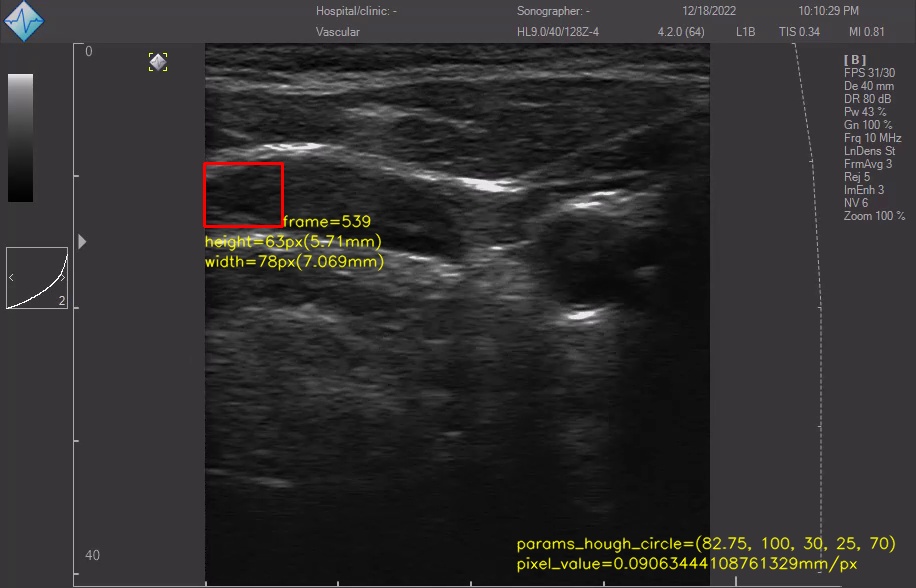 Hospital/clinic: - Sonographer: - 12/18/2022 10:10:29 PM
Vascular HL9.0/40/128Z-4 4.2.0 (64) L1B TIS 0.34 MI 0.81
0
[ B ]
FPS 31/30
De 40 mm
DR 80 dB
Pw 43 %
Gn 100 %
Frq 10 MHz
LnDens St
FrmAvg 3
Rej 5
ImEnh 3
NV 6
Zoom 100 %
frame=539
height=63px(5.71mm)
width=78px(7.069mm)
2
params_hough_circle=(82.75, 100, 30, 25, 70)
40
pixel_value=0.09063444108761329mm/px